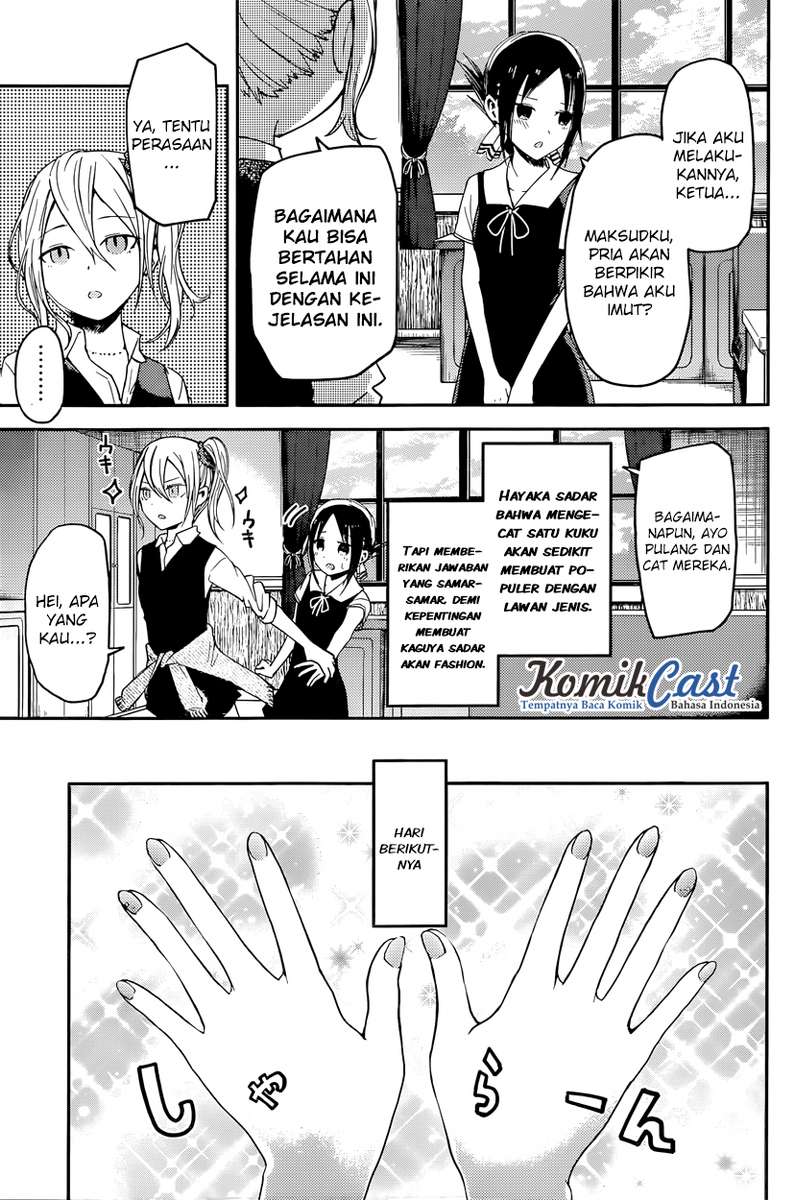 JIKA AKU
MELAKU-
KANNYA,
KETUA...
MAKSUDKU,
PRIA AKAN
BERPIKIR
BAHWA AKU
IMUT?
BAGAIMANA
KAU BISA
BERTAHAN
SELAMA INI
DENGAN KE-
JELASAN INI.
YA, TENTU
PERASAAN
...
........
BAGAIMA-
NAPUN, AYO
PULANG DAN
CAT MEREKA.
HAYAKA SADAR
BAHWA MENGE-
CAT SATU KUKU
AKAN SEDIKIT
MEMBUAT PO-
PULER DENGAN
LAWAN JENIS.
TAPI MEMBE-
RIKAN JAWABAN
YANG SAMAR-
SAMAR, DEMI
KEPENTINGAN
MEMBUAT
KAGUYA SADAR
AKAN FASHION.
ウキ
ウキ
HEI, APA
YANG
KAU...?
KomikCast
Tempatnya Baca Komik Bahasa Indonesia
HARI
BERIKUT-
NYA
しゃらーん